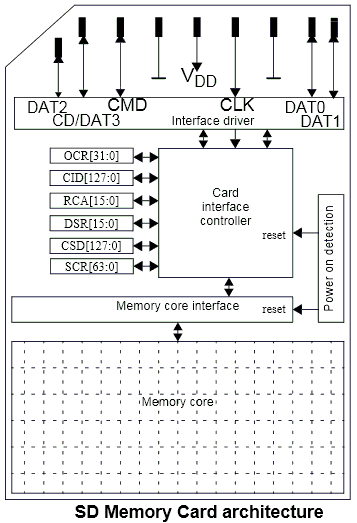 VDD
DAT2 CMD CLK DAT0
CD/DAT3 Interface driver DAT1
OCR[31:0]
CID[127:0]
RCA[15:0]
DSR[15:0]
CSD[127:0]
SCR[63:0]
Card
interface
controller
reset
Power on detection
Memory core interface reset
Memory core
SD Memory Card architecture